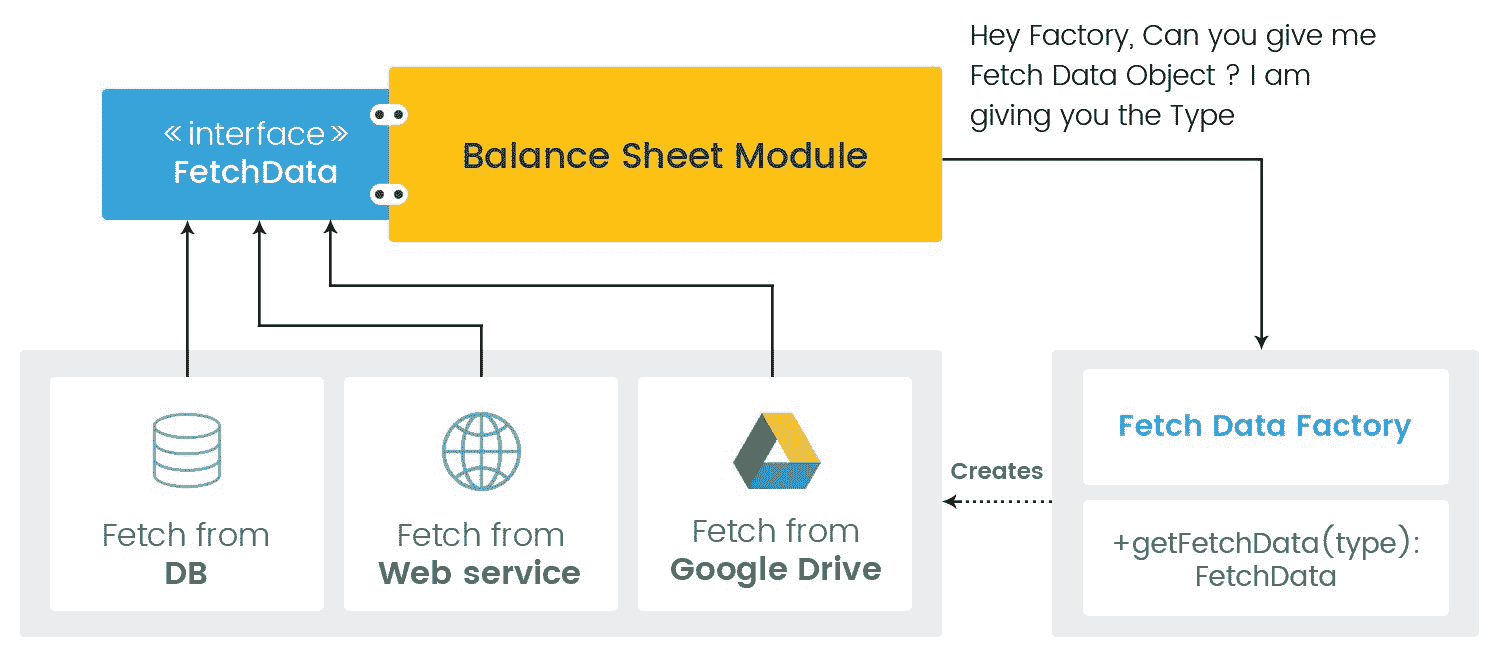 Hey Factory, Can you give me
Fetch Data Object ? I am
giving you the Type
«interface»
FetchData
Balance Sheet Module
Fetch from
DB
Fetch from
Web service
Fetch from
Google Drive
Creates
Fetch Data Factory
+getFetchData(type):
FetchData